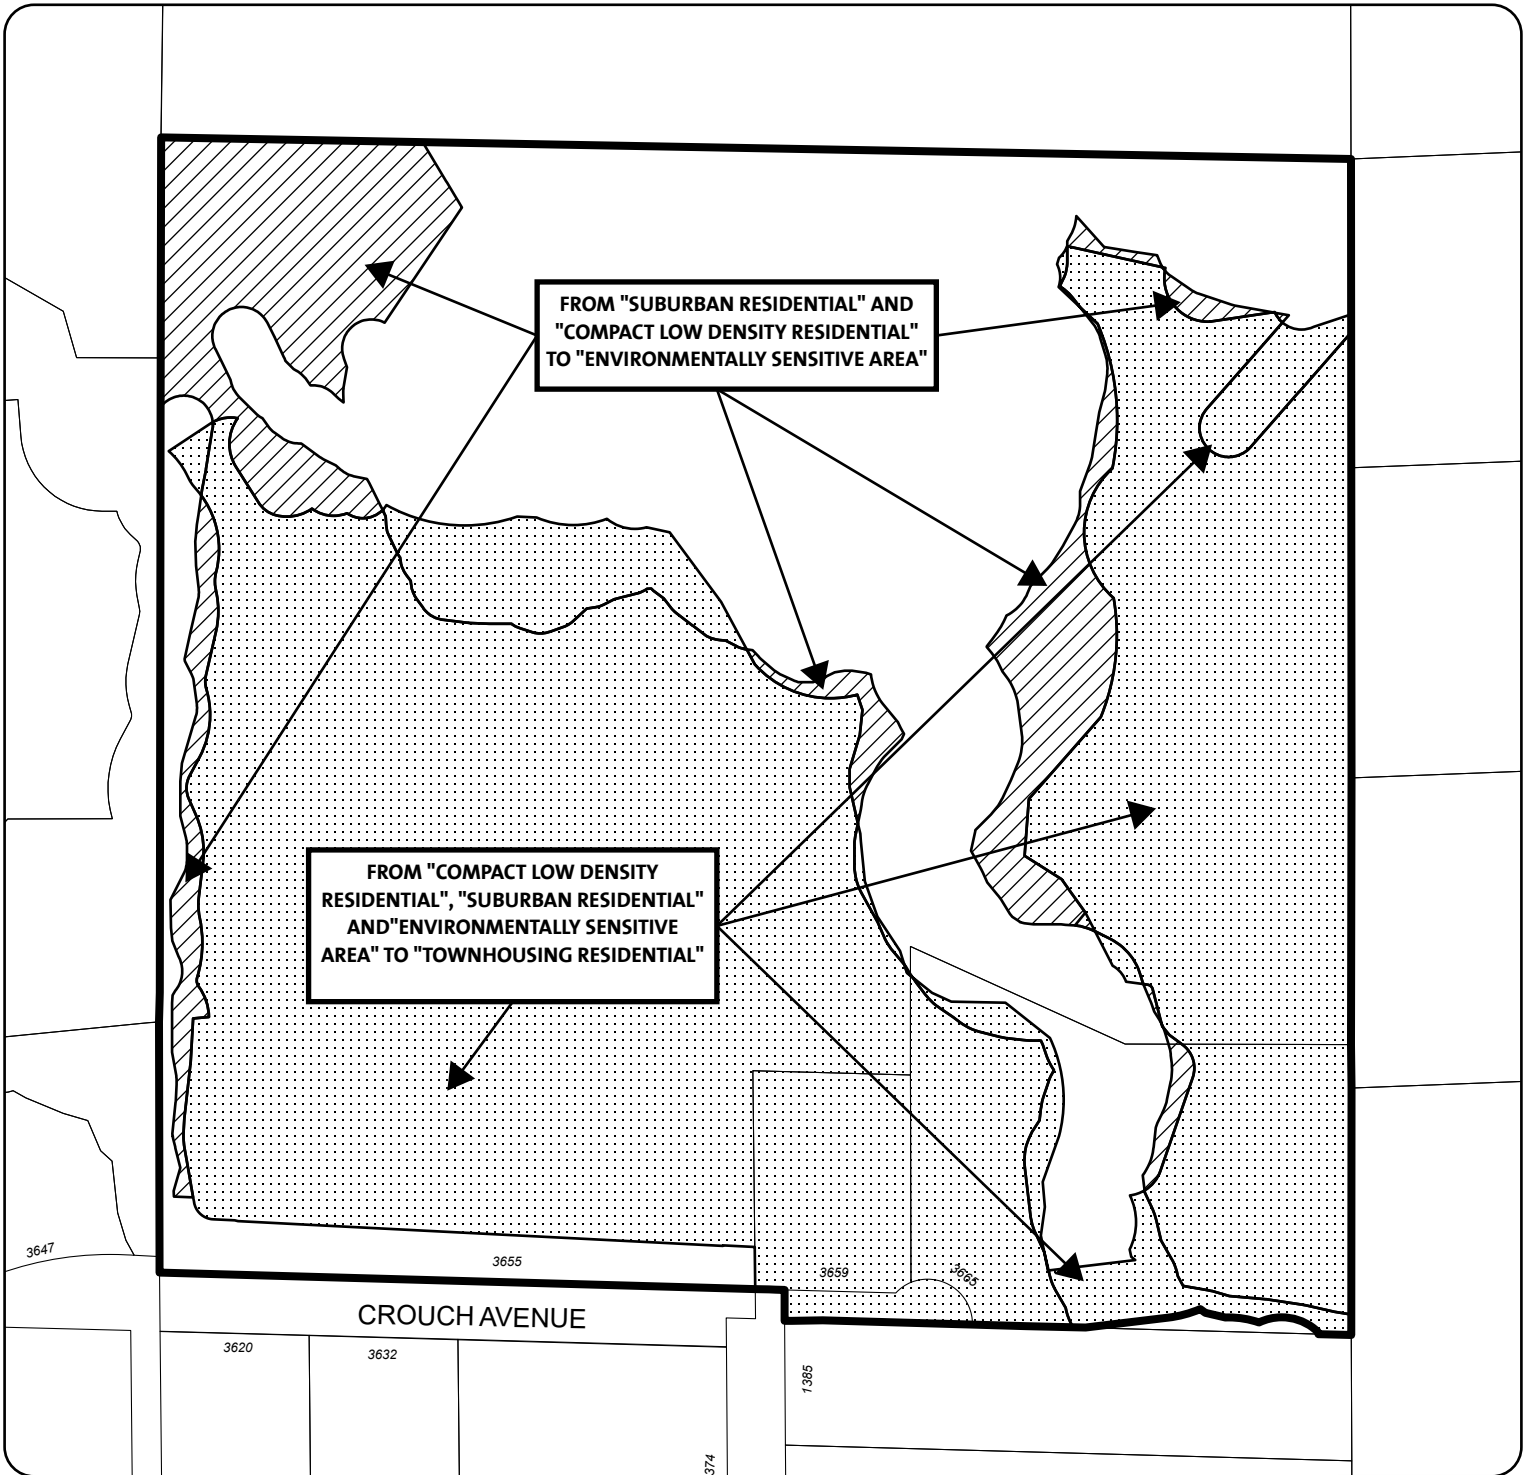 FROM "SUBURBAN RESIDENTIAL" AND
"COMPACT LOW DENSITY RESIDENTIAL"
TO "ENVIRONMENTALLY SENSITIVE AREA"
FROM "COMPACT LOW DENSITY
RESIDENTIAL", "SUBURBAN RESIDENTIAL"
AND"ENVIRONMENTALLY SENSITIVE
AREA" TO "TOWNHOUSING RESIDENTIAL"
3647
3655
3659
3665
CROUCH AVENUE
3620
3632
1385
374